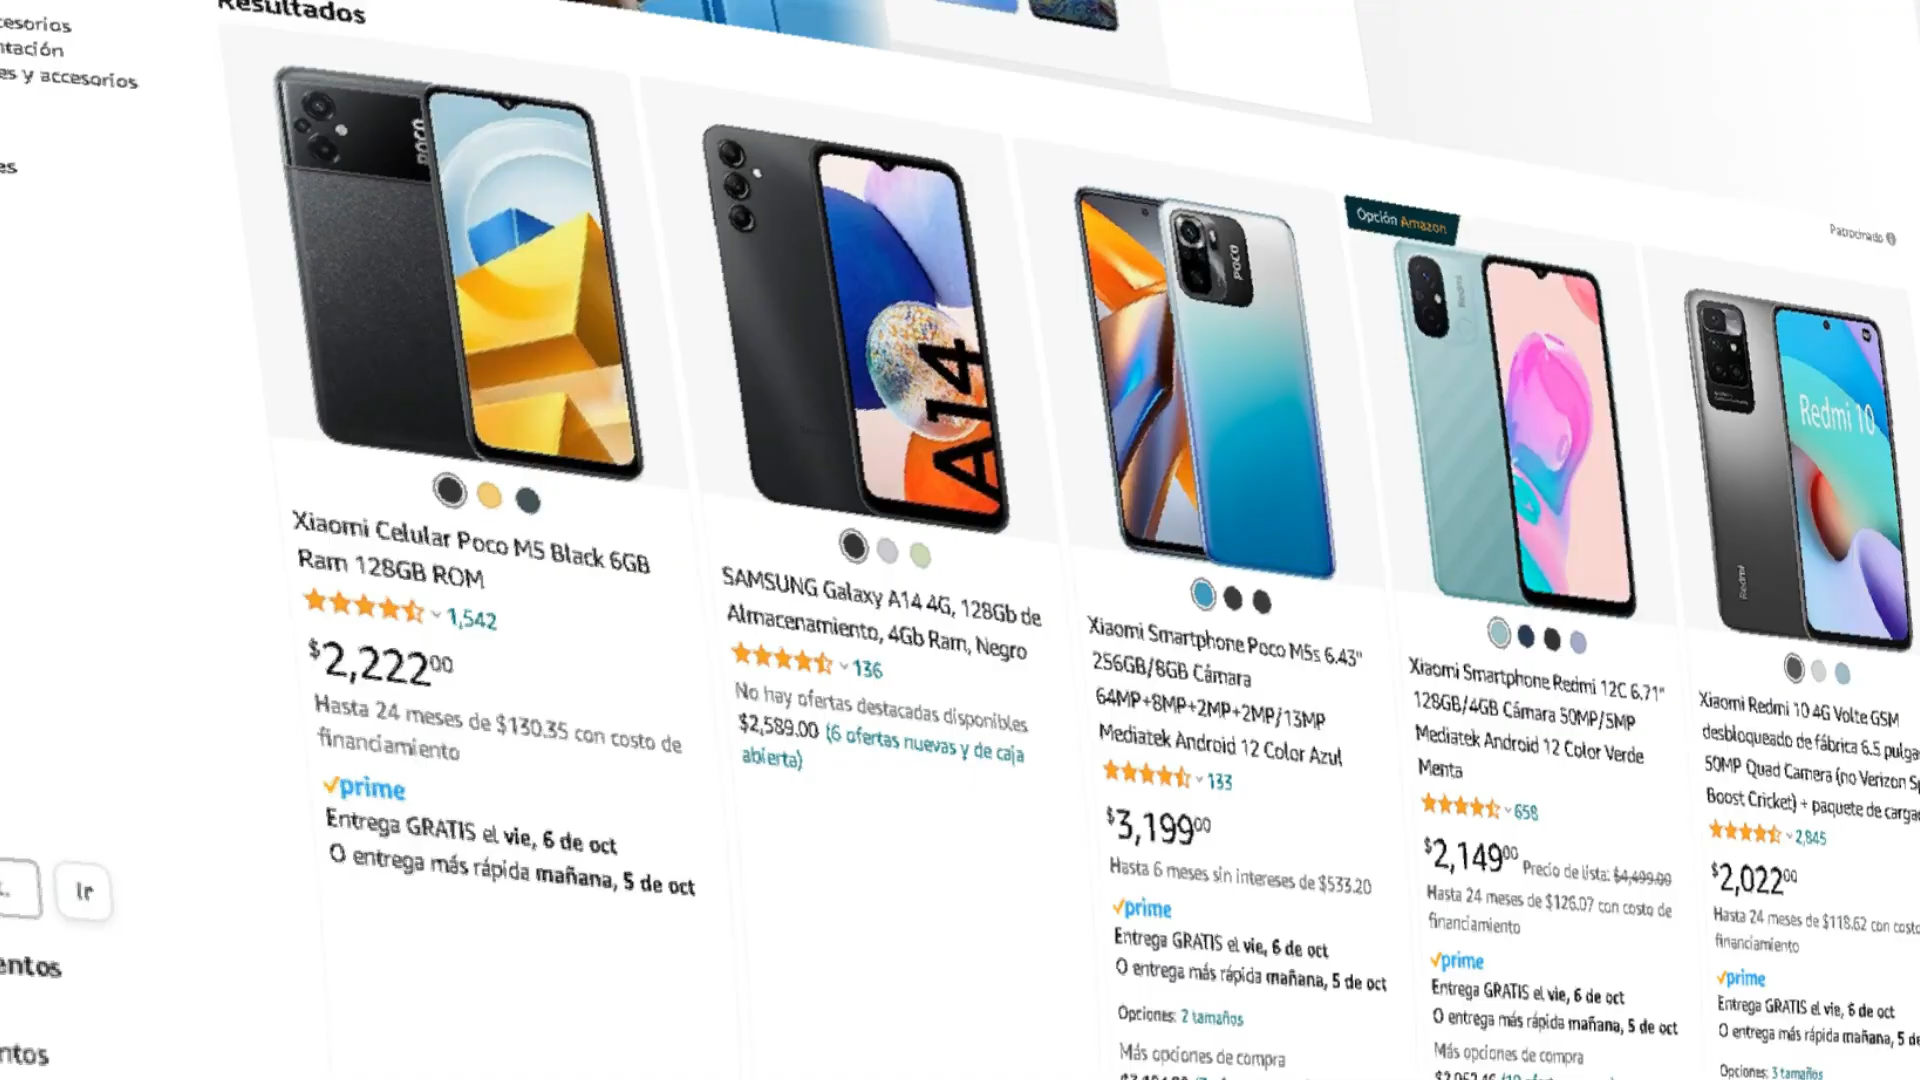 Resultados
esorios
ntación
es y accesorios
es
Ir
entos
ntos
POCO
Xiaomi Celular Poco M5 Black 6GB
Ram 128GB ROM
1,542
$2,22200
Hasta 24 meses de $130.35 con costo de
financiamiento
prime
Entrega GRATIS el vie, 6 de oct
O entrega más rápida mañana, 5 de oct
A14
SAMSUNG Galaxy A14 4G, 128Gb de
Almacenamiento, 4Gb Ram, Negro
136
No hay ofertas destacadas disponibles
$2,589.00 (6 ofertas nuevas y de caja
abierta)
POCO
Xiaomi Smartphone Poco M5s 6.43"
256GB/8GB Cámara
64MP+8MP+2MP+2MP/13MP
Mediatek Android 12 Color Azul
133
$3,19900
Hasta 6 meses sin intereses de $533.20
prime
Entrega GRATIS el vie, 6 de oct
O entrega más rápida mañana, 5 de oct
Opciones: 2 tamaños
Más opciones de compra
Opción Amazon
Redmi
Xiaomi Smartphone Redmi 12C 6.71"
128GB/4GB Cámara 50MP/5MP
Mediatek Android 12 Color Verde
Menta
658
$2,14900 Precio de lista: $4,499.00
Hasta 24 meses de $126.07 con costo de
financiamiento
prime
Entrega GRATIS el vie, 6 de oct
O entrega más rápida mañana, 5 de oct
Más opciones de compra
Patrocinado
Redmi 10
Redmi
Xiaomi Redmi 10 4G Volte GSM
desbloqueado de fábrica 6.5 pulga
50MP Quad Camera (no Verizon Sp
Boost Cricket) + paquete de carga
2,845
$2,02200
Hasta 24 meses de $118.62 con costo
financiamiento
prime
Entrega GRATIS el vie, 6 de oct
O entrega más rápida mañana, 5 de
Opciones: 3 tamaños